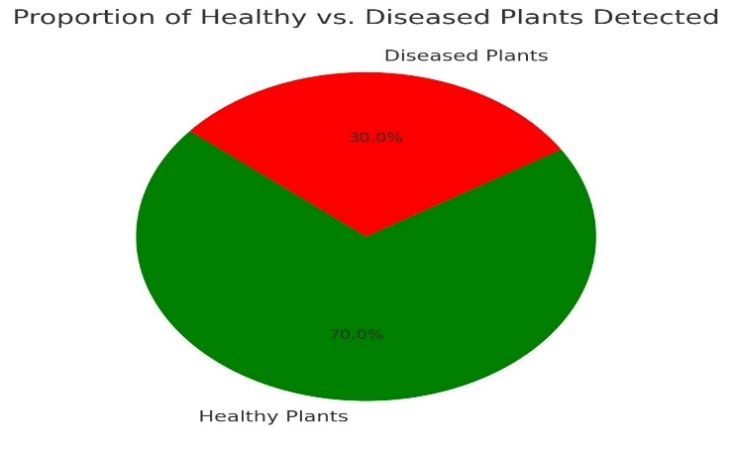 Proportion of Healthy vs. Diseased Plants Detected
Diseased Plants
30.0%
70.0%
Healthy Plants